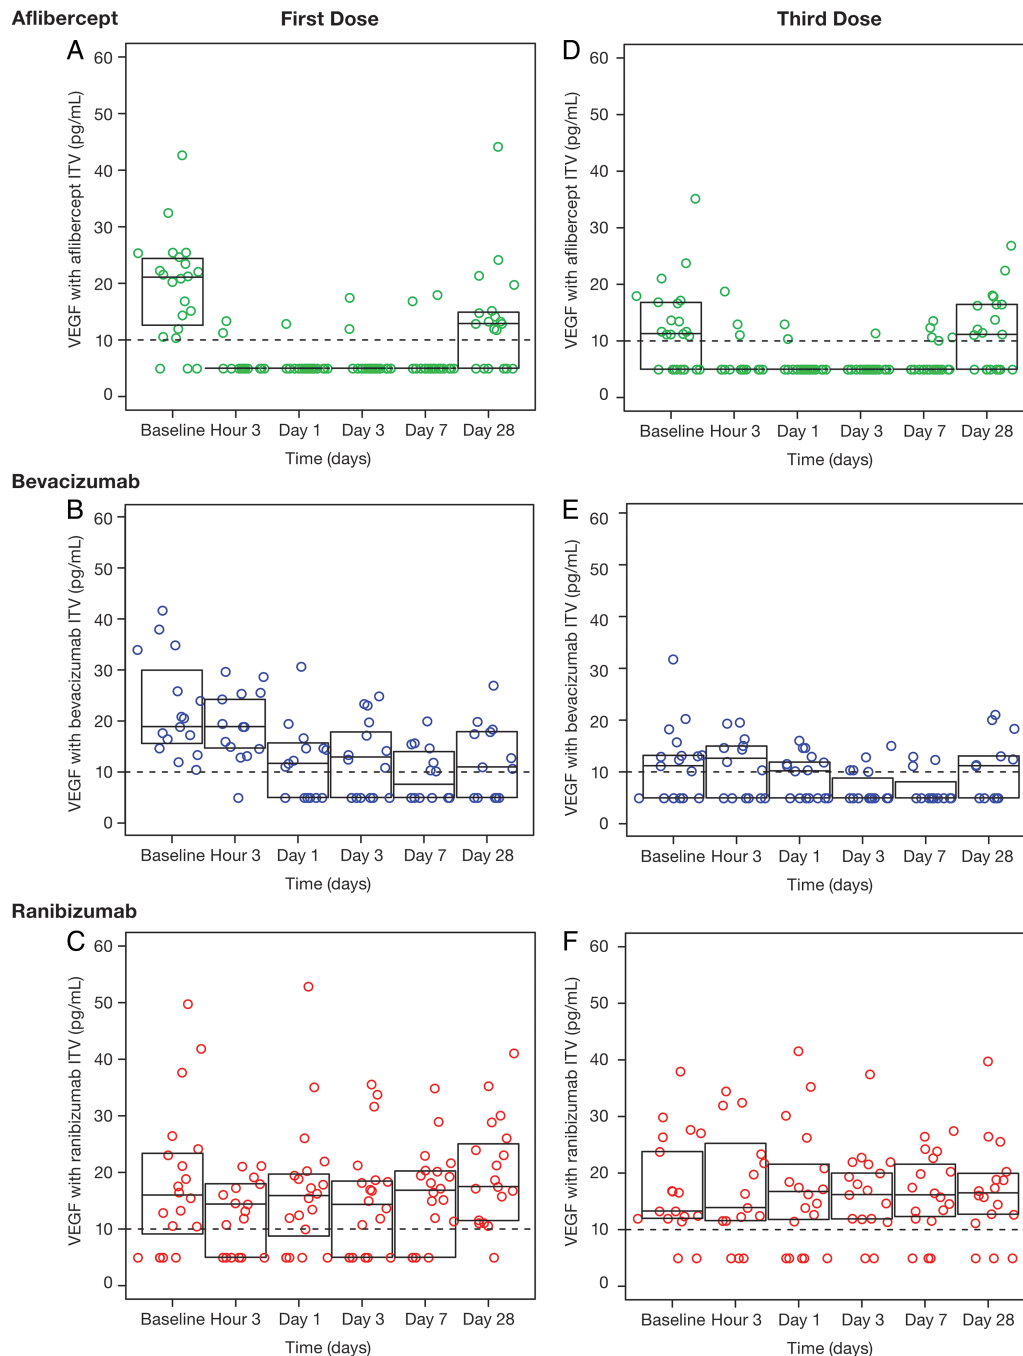 Aflibercept
First Dose
Third Dose
A
VEGF with aflibercept ITV (pg/mL)
60
50
40
30
20
10
0
Baseline Hour 3 Day 1 Day 3 Day 7 Day 28
Time (days)
D
VEGF with aflibercept ITV (pg/mL)
60
50
40
30
20
10
0
Baseline Hour 3 Day 1 Day 3 Day 7 Day 28
Time (days)
Bevacizumab
B
VEGF with bevacizumab ITV (pg/mL)
60
50
40
30
20
10
0
Baseline Hour 3 Day 1 Day 3 Day 7 Day 28
Time (days)
E
VEGF with bevacizumab ITV (pg/mL)
60
50
40
30
20
10
0
Baseline Hour 3 Day 1 Day 3 Day 7 Day 28
Time (days)
Ranibizumab
C
VEGF with ranibizumab ITV (pg/mL)
60
50
40
30
20
10
0
Baseline Hour 3 Day 1 Day 3 Day 7 Day 28
Time (days)
F
VEGF with ranibizumab ITV (pg/mL)
60
50
40
30
20
10
0
Baseline Hour 3 Day 1 Day 3 Day 7 Day 28
Time (days)